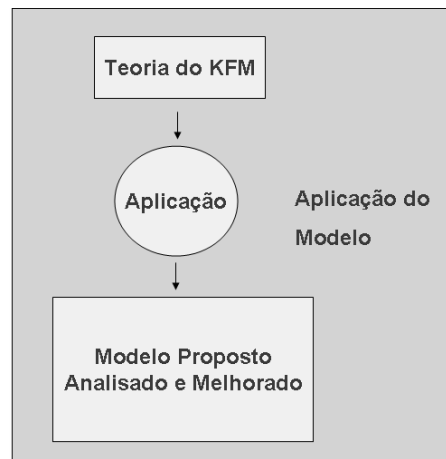 Teoria do KFM
Aplicação
Aplicação do
Modelo
Modelo Proposto
Analisado e Melhorado